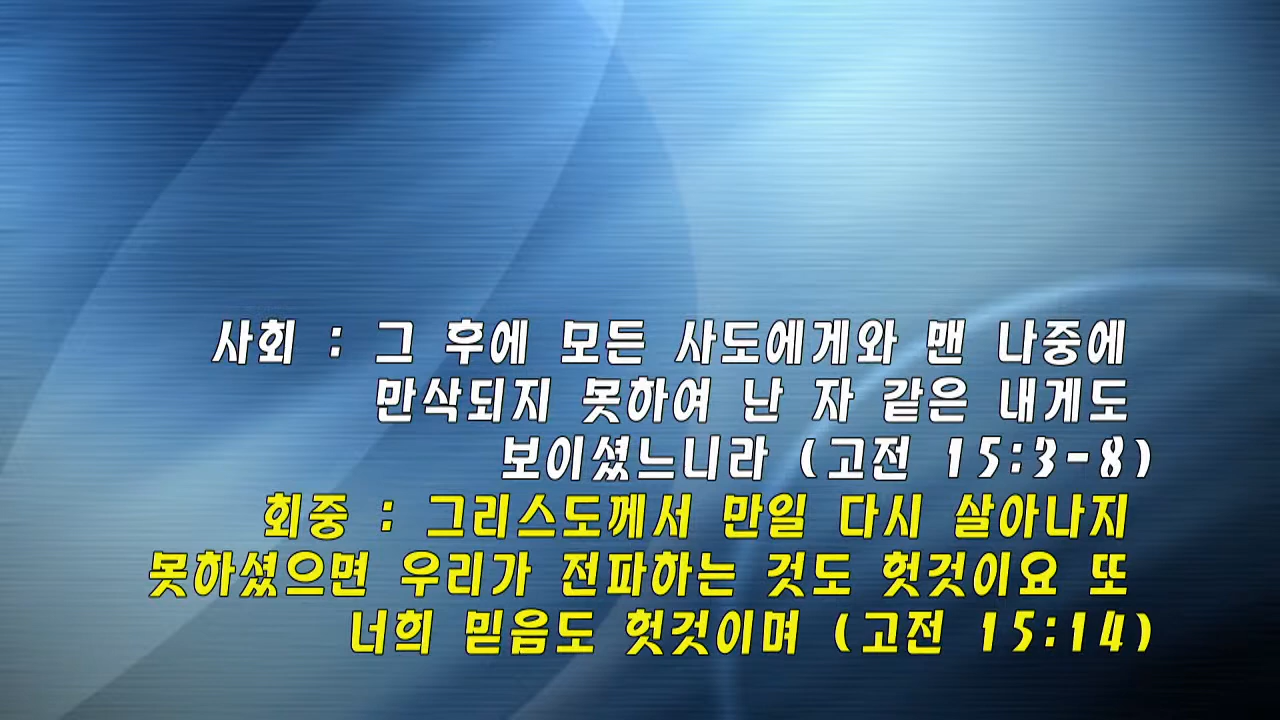 사회 : 그 후에 모든 사도에게와 맨 나중에
만삭되지 못하여 난 자 같은 내게도
보이셨느니라 (고전 15:3-8)
회중 : 그리스도께서 만일 다시 살아나지
못하셨으면 우리가 전파하는 것도 헛것이요 또
너희 믿음도 헛것이며 (고전 15:14)